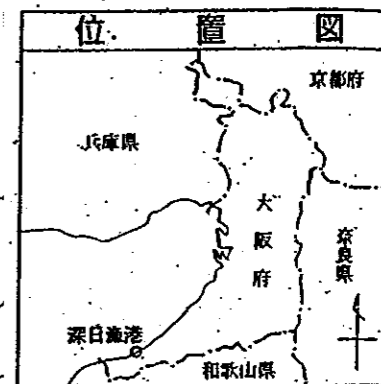 位置図
京都府
兵庫県
大阪府
奈良県
深日漁港
和歌山県